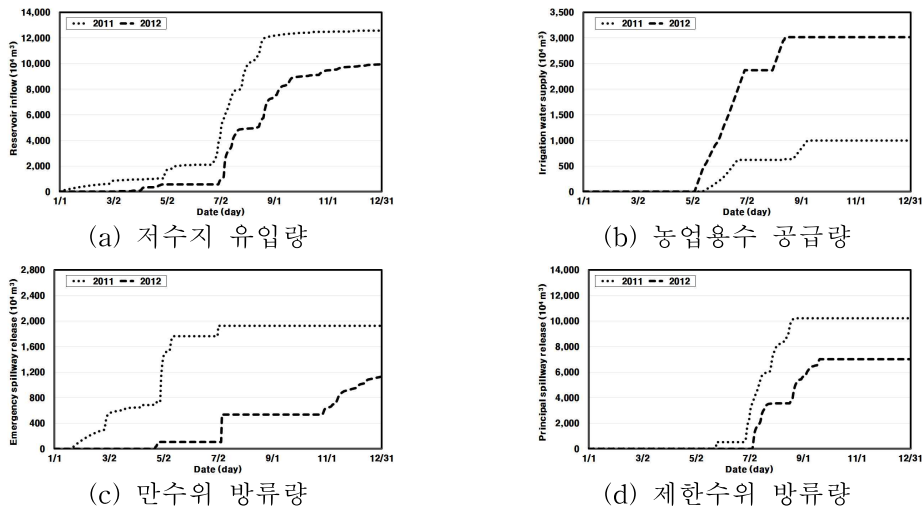 2011 2012
Reservoir inflow (10⁴ m³)
14,000
12,000
10,000
8,000
6,000
4,000
2,000
0
1/1 3/2 5/2 7/2 9/1 11/1 12/31
Date (day)
(a) 저수지 유입량
2011 2012
Irrigation water supply (10⁴ m³)
3,500
3,000
2,500
2,000
1,500
1,000
500
0
1/1 3/2 5/2 7/2 9/1 11/1 12/31
Date (day)
(b) 농업용수 공급량
2011 2012
Emergency spillway release (10⁴ m³)
2,800
2,400
2,000
1,600
1,200
800
400
0
1/1 3/2 5/2 7/2 9/1 11/1 12/31
Date (day)
(c) 만수위 방류량
2011 2012
Principal spillway release (10⁴ m³)
14,000
12,000
10,000
8,000
6,000
4,000
2,000
0
1/1 3/2 5/2 7/2 9/1 11/1 12/31
Date (day)
(d) 제한수위 방류량